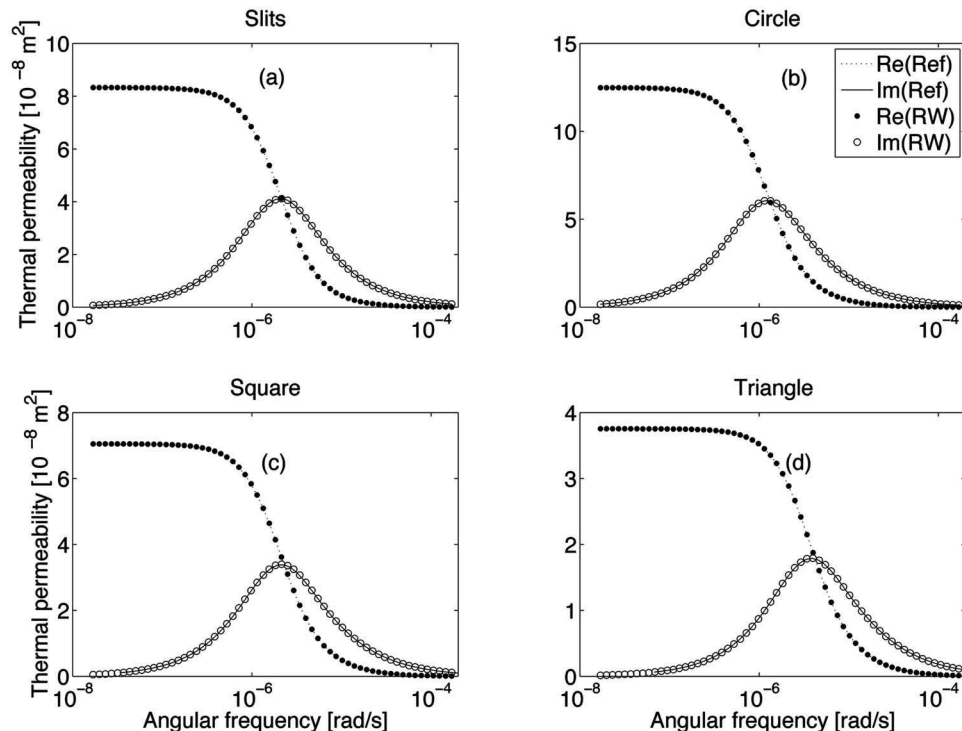 Slits
Thermal permeability [10⁻⁸ m²]
10
8
6
4
2
0
(a)
10⁻⁸
10⁻⁶
10⁻⁴
Circle
15
10
5
0
(b)
Re(Ref)
Im(Ref)
Re(RW)
Im(RW)
10⁻⁸
10⁻⁶
10⁻⁴
Square
Thermal permeability [10⁻⁸ m²]
8
6
4
2
0
(c)
10⁻⁸
10⁻⁶
10⁻⁴
Angular frequency [rad/s]
Triangle
4
3
2
1
0
(d)
10⁻⁸
10⁻⁶
10⁻⁴
Angular frequency [rad/s]